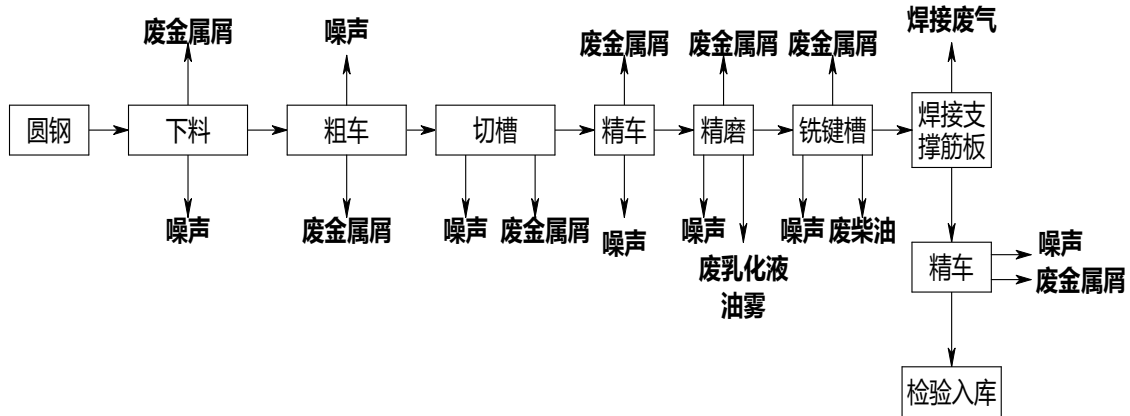 焊接废气
废金属屑
噪声
废金属屑
废金属屑
废金属屑
圆钢
下料
粗车
切槽
精车
精磨
铣键槽
焊接支
撑筋板
噪声
废金属屑
噪声
废金属屑
噪声
噪声
噪声
废柴油
废乳化液
油雾
精车
噪声
废金属屑
检验入库